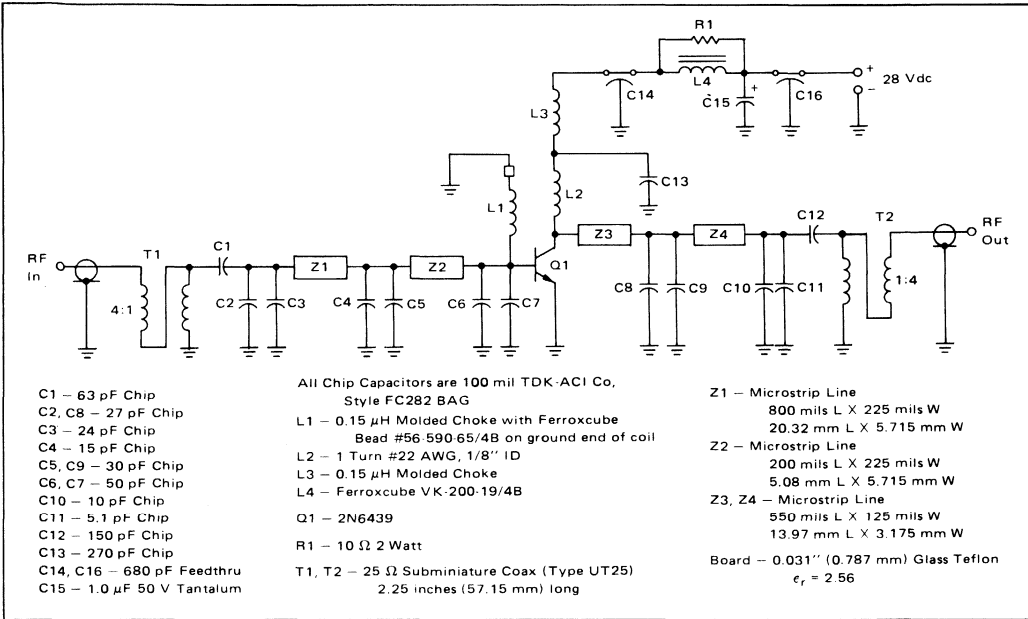 R1
L4
C14
C15
+
C16
+
−
28 Vdc
L3
C13
L2
L1
Q1
RF
In
T1
4:1
C1
C2
C3
Z1
C4
C5
Z2
C6
C7
Z3
C8
C9
Z4
C10
C11
C12
T2
1:4
RF
Out
C1 – 63 pF Chip
C2, C8 – 27 pF Chip
C3 – 24 pF Chip
C4 – 15 pF Chip
C5, C9 – 30 pF Chip
C6, C7 – 50 pF Chip
C10 – 10 pF Chip
C11 – 5.1 pF Chip
C12 – 150 pF Chip
C13 – 270 pF Chip
C14, C16 – 680 pF Feedthru
C15 – 1.0 μF 50 V Tantalum
All Chip Capacitors are 100 mil TDK-ACI Co,
Style FC282 BAG
L1 – 0.15 μH Molded Choke with Ferroxcube
Bead #56-590-65/4B on ground end of coil
L2 – 1 Turn #22 AWG, 1/8'' ID
L3 – 0.15 μH Molded Choke
L4 – Ferroxcube VK-200-19/4B
Q1 – 2N6439
R1 – 10 Ω 2 Watt
T1, T2 – 25 Ω Subminiature Coax (Type UT25)
2.25 inches (57.15 mm) long
Z1 – Microstrip Line
800 mils L X 225 mils W
20.32 mm L X 5.715 mm W
Z2 – Microstrip Line
200 mils L X 225 mils W
5.08 mm L X 5.715 mm W
Z3, Z4 – Microstrip Line
550 mils L X 125 mils W
13.97 mm L X 3.175 mm W
Board – 0.031'' (0.787 mm) Glass Teflon
εr = 2.56